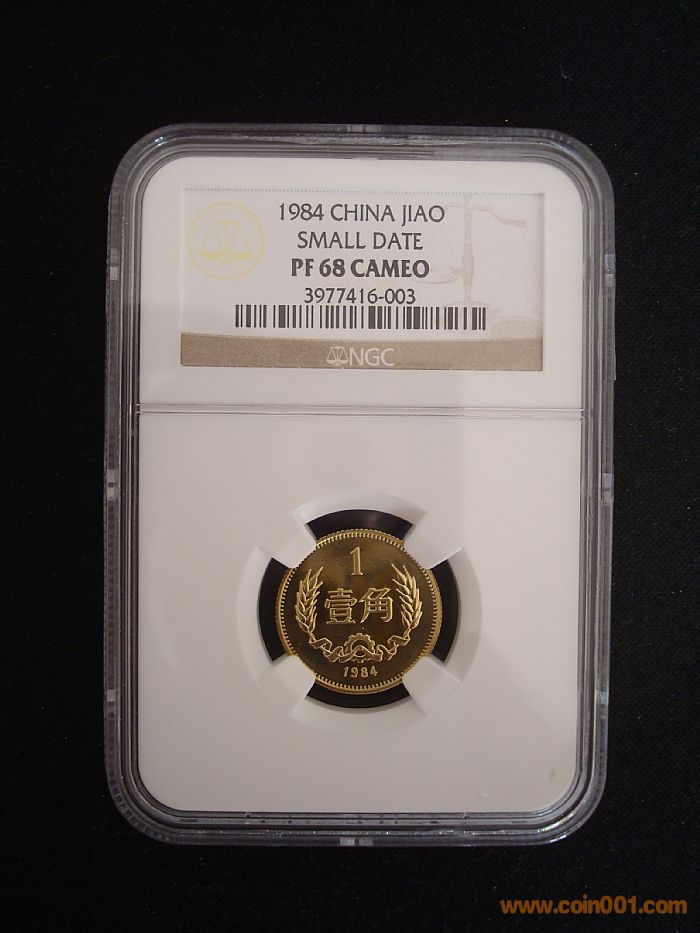 1984 CHINA JIAO
SMALL DATE
PF 68 CAMEO
3977416-003
NGC
1
壹角
1984
www.coin001.com